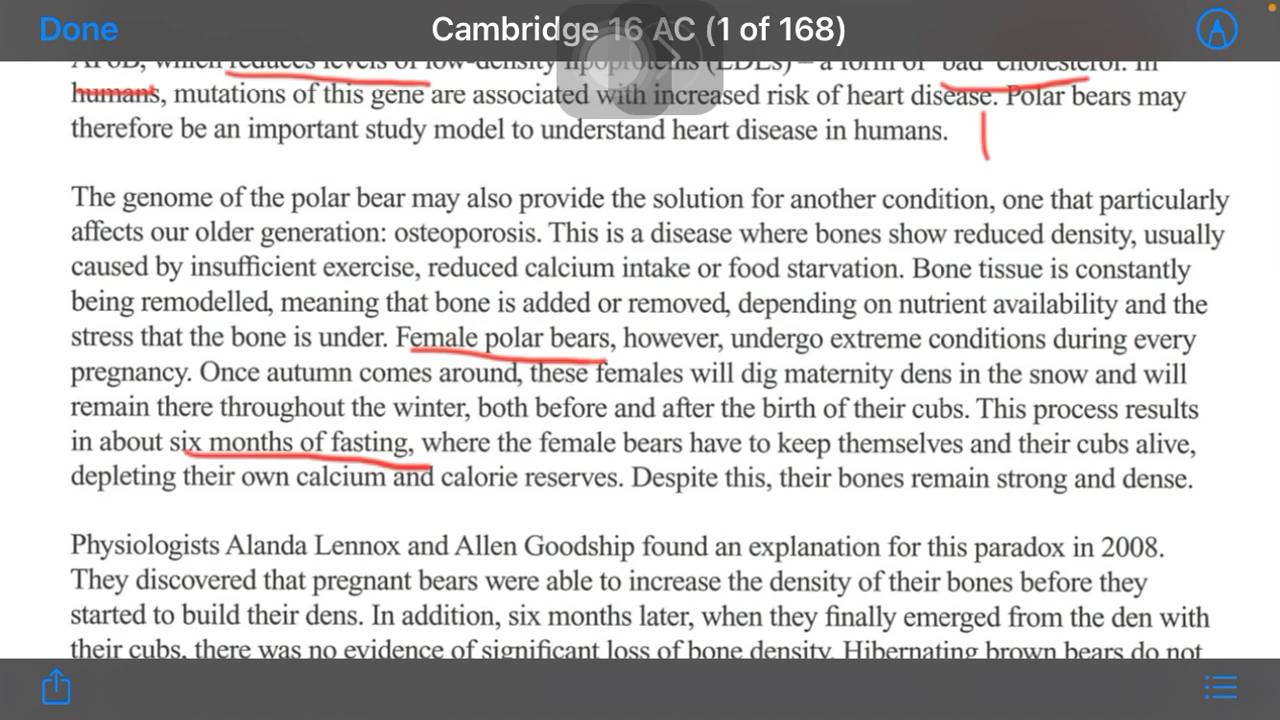 Done
Cambridge 16 AC (1 of 168)
reduces levels of low-density lipoproteins (LDLs) – a form of 'bad' cholesterol. In
humans, mutations of this gene are associated with increased risk of heart disease. Polar bears may
therefore be an important study model to understand heart disease in humans.
The genome of the polar bear may also provide the solution for another condition, one that particularly
affects our older generation: osteoporosis. This is a disease where bones show reduced density, usually
caused by insufficient exercise, reduced calcium intake or food starvation. Bone tissue is constantly
being remodelled, meaning that bone is added or removed, depending on nutrient availability and the
stress that the bone is under. Female polar bears, however, undergo extreme conditions during every
pregnancy. Once autumn comes around, these females will dig maternity dens in the snow and will
remain there throughout the winter, both before and after the birth of their cubs. This process results
in about six months of fasting, where the female bears have to keep themselves and their cubs alive,
depleting their own calcium and calorie reserves. Despite this, their bones remain strong and dense.
Physiologists Alanda Lennox and Allen Goodship found an explanation for this paradox in 2008.
They discovered that pregnant bears were able to increase the density of their bones before they
started to build their dens. In addition, six months later, when they finally emerged from the den with
their cubs, there was no evidence of significant loss of bone density. Hibernating brown bears do not